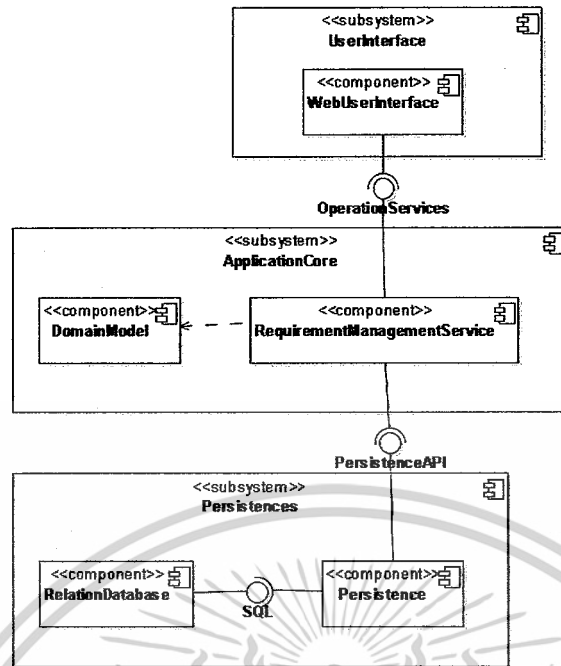 <<subsystem>>
UserInterface
<<component>>
WebUserInterface
OperationServices
<<subsystem>>
ApplicationCore
<<component>>
DomainModel
<<component>>
RequirementManagementService
PersistenceAPI
<<subsystem>>
Persistences
<<component>>
RelationDatabase
SQL
<<component>>
Persistence